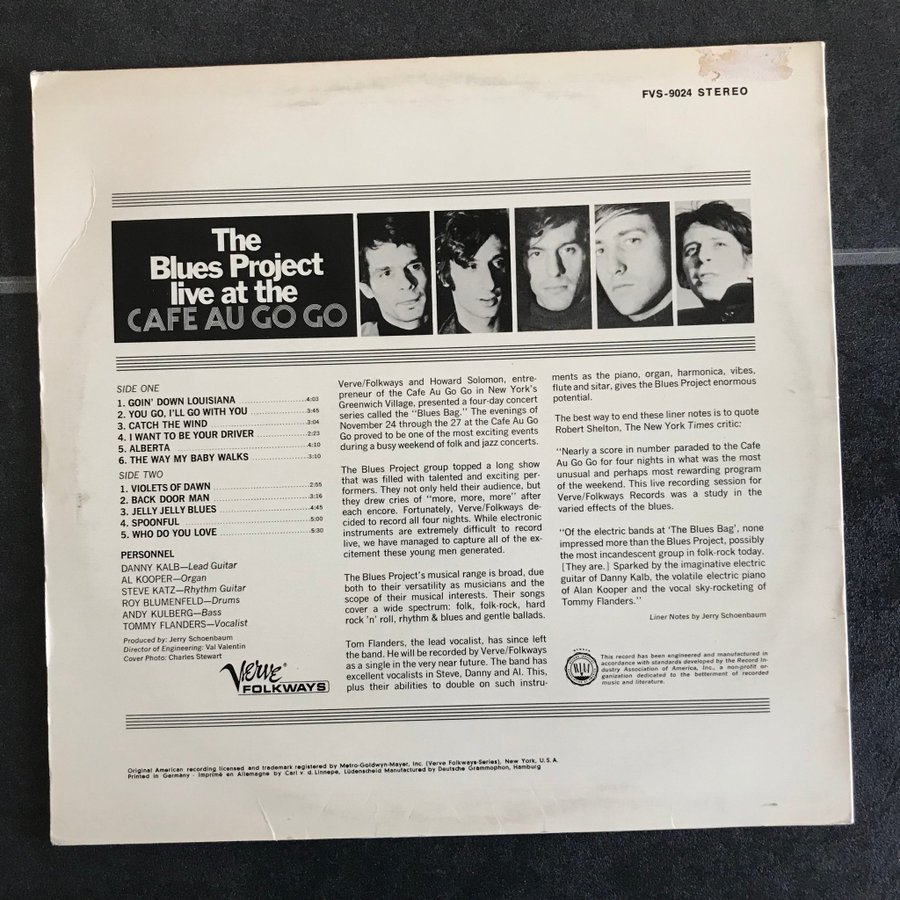 FVS-9024 STEREO
The
Blues Project
live at the
CAFE AU GO GO
SIDE ONE
1. GOIN' DOWN LOUISIANA 4:03
2. YOU GO, I'LL GO WITH YOU 3:45
3. CATCH THE WIND 3:04
4. I WANT TO BE YOUR DRIVER 2:23
5. ALBERTA 4:10
6. THE WAY MY BABY WALKS 3:10
SIDE TWO
1. VIOLETS OF DAWN 2:55
2. BACK DOOR MAN 3:16
3. JELLY JELLY BLUES 4:45
4. SPOONFUL 5:00
5. WHO DO YOU LOVE 5:30
PERSONNEL
DANNY KALB—Lead Guitar
AL KOOPER—Organ
STEVE KATZ—Rhythm Guitar
ROY BLUMENFELD—Drums
ANDY KULBERG—Bass
TOMMY FLANDERS—Vocalist
Produced by: Jerry Schoenbaum
Director of Engineering: Val Valentin
Cover Photo: Charles Stewart
Verve
FOLKWAYS
Verve/Folkways and Howard Solomon, entre-
preneur of the Cafe Au Go Go in New York's
Greenwich Village, presented a four-day concert
series called the "Blues Bag." The evenings of
November 24 through the 27 at the Cafe Au
Go proved to be one of the most exciting events
during a busy weekend of folk and jazz concerts.
The Blues Project group topped a long show
that was filled with talented and exciting per-
formers. They not only held their audience, but
they drew cries of "more, more, more" after
each encore. Fortunately, Verve/Folkways de-
cided to record all four nights. While electronic
instruments are extremely difficult to record
live, we have managed to capture all of the ex-
citement these young men generated.
The Blues Project's musical range is broad, due
both to their versatility as musicians and the
scope of their musical interests. Their songs
cover a wide spectrum: folk, folk-rock, hard
rock 'n' roll, rhythm & blues and gentle ballads.
Tom Flanders, the lead vocalist, has since left
the band. He will be recorded by Verve/Folkways
as a single in the very near future. The band has
excellent vocalists in Steve, Danny and Al. This,
plus their abilities to double on such instru-
ments as the piano, organ, harmonica, vibes,
flute and sitar, gives the Blues Project enormous
potential.
The best way to end these liner notes is to quote
Robert Shelton, The New York Times critic:
"Nearly a score in number paraded to the Cafe
Au Go Go for four nights in what was the most
unusual and perhaps most rewarding program
of the weekend. This live recording session for
Verve/Folkways Records was a study in the
varied effects of the blues.
"Of the electric bands at 'The Blues Bag', none
impressed more than the Blues Project, possibly
the most incandescent group in folk-rock today.
[They are.] Sparked by the imaginative electric
guitar of Danny Kalb, the volatile electric piano
of Alan Kooper and the vocal sky-rocketing of
Tommy Flanders."
Liner Notes by Jerry Schoenbaum
This record has been engineered and manufactured in
accordance with standards developed by the Record In-
dustry Association of America, Inc., a non-profit or-
ganization dedicated to the betterment of recorded
music and literature.
Original American recording licensed and trademark registered by Metro-Goldwyn-Mayer, Inc. (Verve Folkways-Series), New York, U.S.A.
Printed in Germany · Imprimé en Allemagne by Carl v. d. Linnepe, Lüdenscheid Manufactured by Deutsche Grammophon, Hamburg